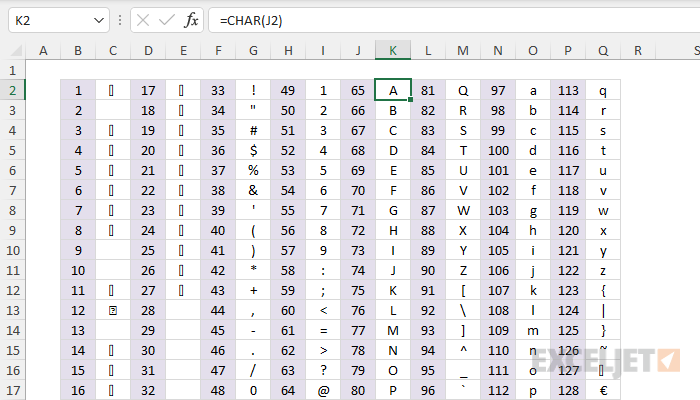 K2 fx =CHAR(J2)
A B C D E F G H I J K L M N O P Q R S
1
2 1 17 33 ! 49 1 65 A 81 Q 97 a 113 q
3 2 18 34 " 50 2 66 B 82 R 98 b 114 r
4 3 19 35 # 51 3 67 C 83 S 99 c 115 s
5 4 20 36 $ 52 4 68 D 84 T 100 d 116 t
6 5 21 37 % 53 5 69 E 85 U 101 e 117 u
7 6 22 38 & 54 6 70 F 86 V 102 f 118 v
8 7 23 39 ' 55 7 71 G 87 W 103 g 119 w
9 8 24 40 ( 56 8 72 H 88 X 104 h 120 x
10 9 25 41 ) 57 9 73 I 89 Y 105 i 121 y
11 10 26 42 * 58 : 74 J 90 Z 106 j 122 z
12 11 27 43 + 59 ; 75 K 91 [ 107 k 123 {
13 12 28 44 , 60 < 76 L 92 \ 108 l 124 |
14 13 29 45 - 61 = 77 M 93 ] 109 m 125 }
15 14 30 46 . 62 > 78 N 94 ^ 110 n 126 ~
16 15 31 47 / 63 ? 79 O 95 _ 111 o 127
17 16 32 48 0 64 @ 80 P 96 ` 112 p 128 €
EXCELJET